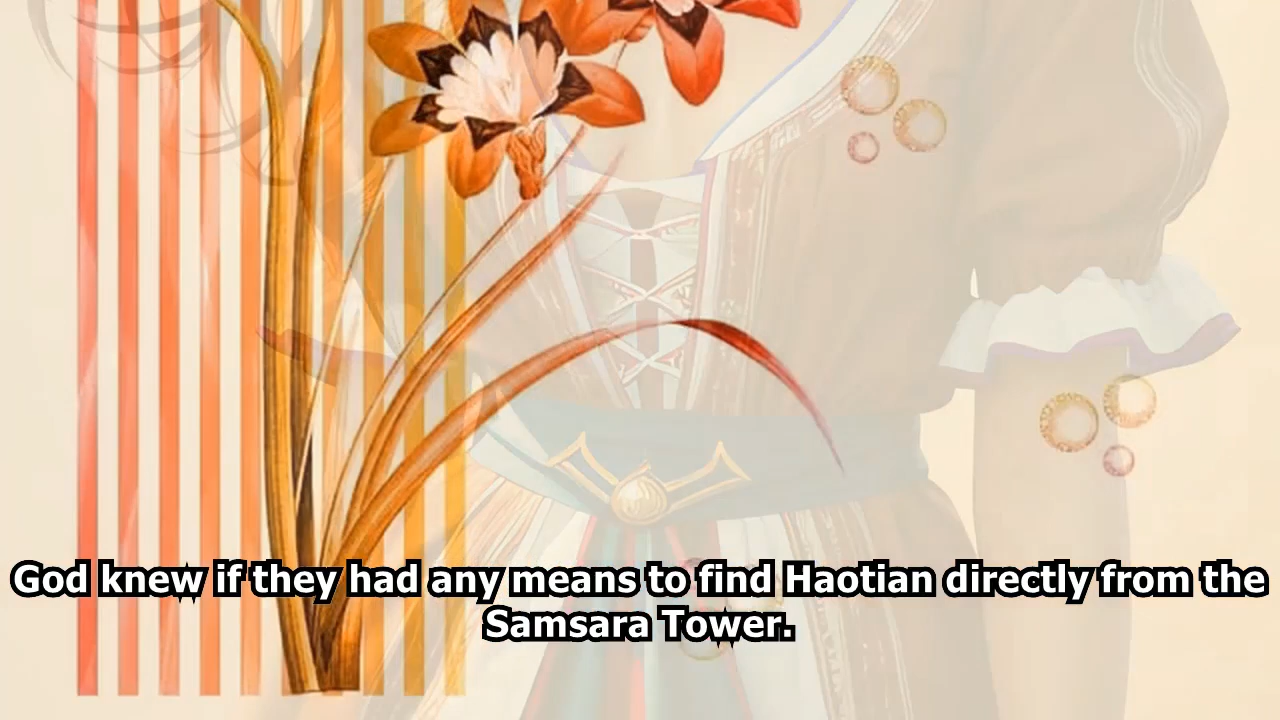 God knew if they had any means to find Haotian directly from the
Samsara Tower.